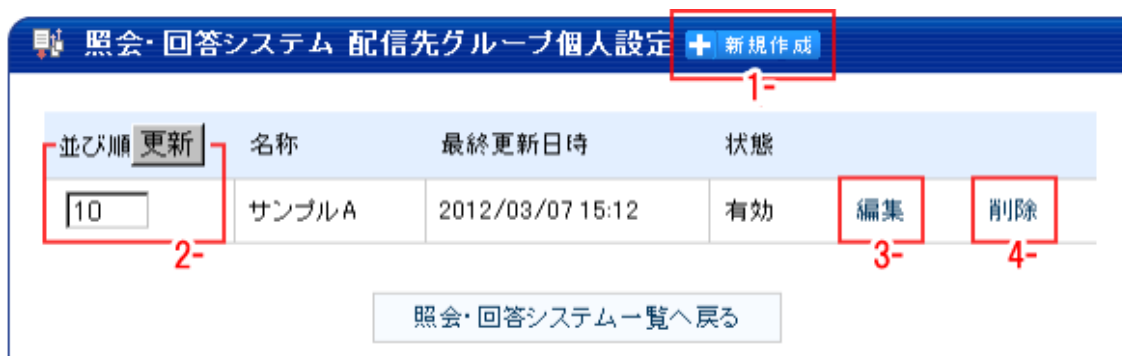 照会・回答システム 配信先グループ個人設定 新規作成
1-
並び順 更新 名称 最終更新日時 状態
10 サンプルA 2012/03/07 15:12 有効 編集 削除
2- 3- 4-
照会・回答システム一覧へ戻る